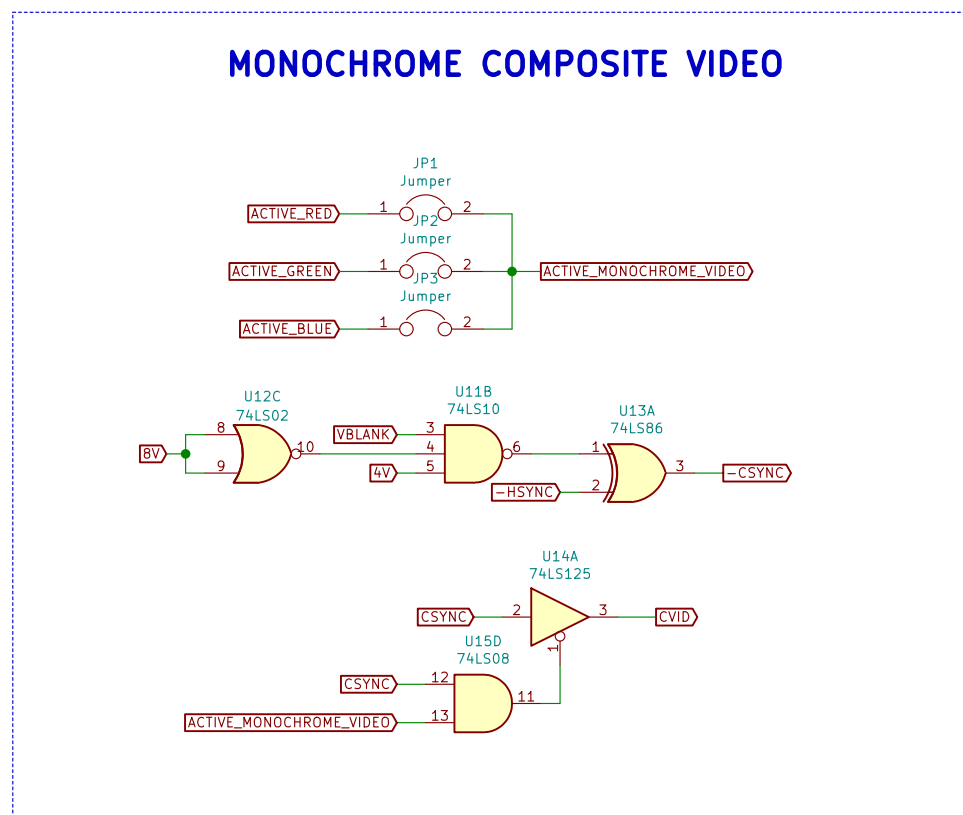 MONOCHROME COMPOSITE VIDEO
JP1
Jumper
ACTIVE_RED 1 2
JP2
Jumper
ACTIVE_GREEN 1 2 ACTIVE_MONOCHROME_VIDEO
JP3
Jumper
ACTIVE_BLUE 1 2
U12C
74LS02
8V 8 9 10
U11B
74LS10
VBLANK 3
4
4V 5
6
U13A
74LS86
1
-HSYNC 2
3 -CSYNC
U14A
74LS125
CSYNC 2 3 CVID
1
U15D
74LS08
CSYNC 12
11
ACTIVE_MONOCHROME_VIDEO 13